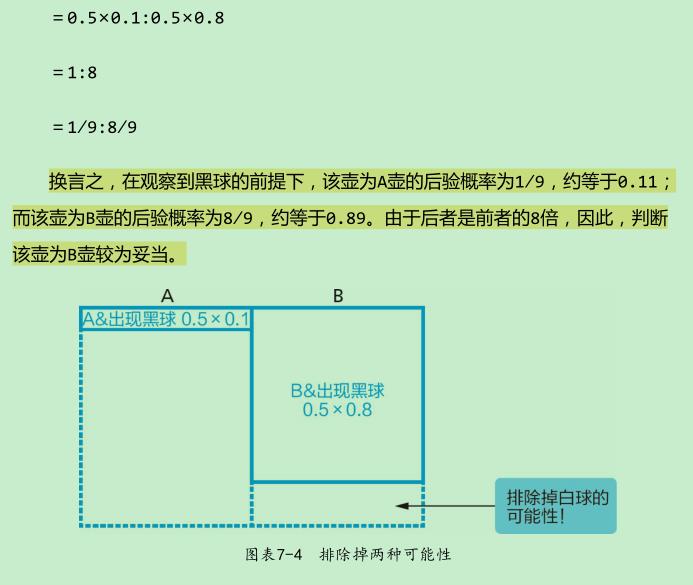 =0.5×0.1:0.5×0.8
=1:8
=1/9:8/9
换言之，在观察到黑球的前提下，该壶为A壶的后验概率为1/9，约等于0.11；
而该壶为B壶的后验概率为8/9，约等于0.89。由于后者是前者的8倍，因此，判断
该壶为B壶较为妥当。
A
B
A&出现黑球 0.5×0.1
B&出现黑球
0.5×0.8
排除掉白球的
可能性！
图表7-4 排除掉两种可能性